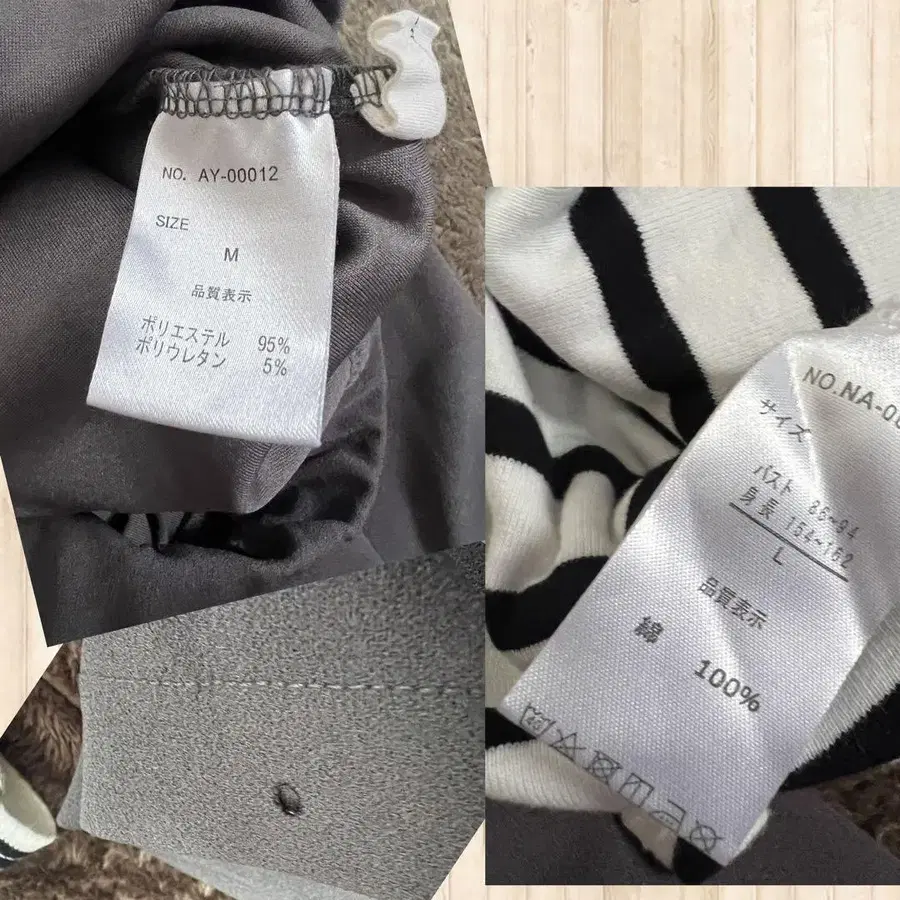 NO. AY-00012
SIZE
M
品質表示
ポリエステル 95%
ポリウレタン 5%
NO.NA-00
サイズ
バスト 86~94
身長 154~162
L
品質表示
綿 100%